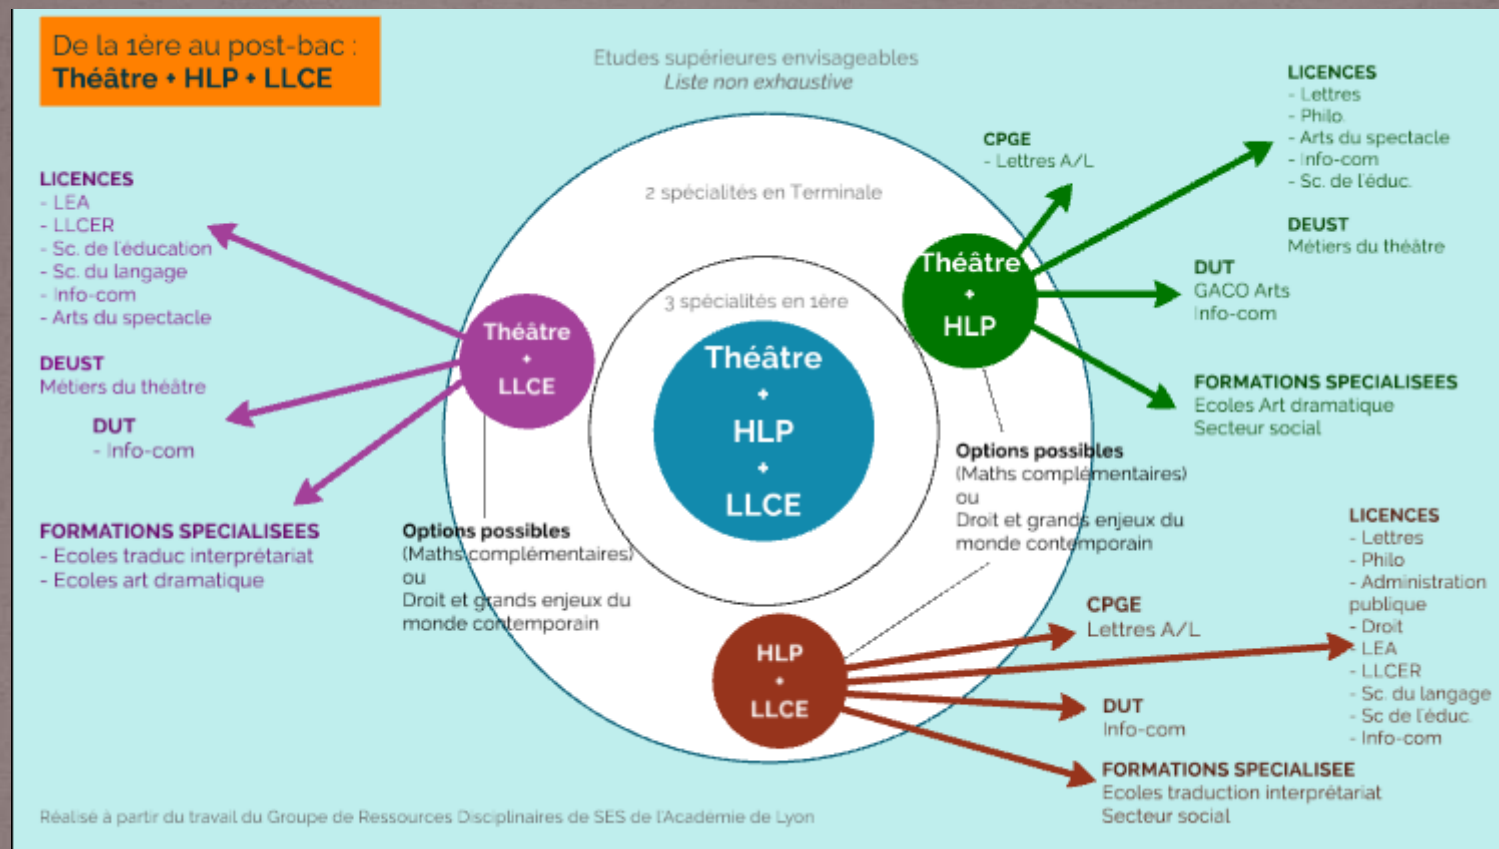 De la 1ère au post-bac :
Théâtre + HLP + LLCE
Etudes supérieures envisageables
Liste non exhaustive
2 spécialités en Terminale
3 spécialités en 1ère
Théâtre
+
HLP
+
LLCE
LICENCES
- LEA
- LLCER
- Sc. de l'éducation
- Sc. du langage
- Info-com
- Arts du spectacle
DEUST
Métiers du théâtre
DUT
- Info-com
FORMATIONS SPECIALISEES
- Ecoles traduc interprétariat
- Ecoles art dramatique
Théâtre
+
LLCE
Options possibles
(Maths complémentaires)
ou
Droit et grands enjeux du
monde contemporain
CPGE
- Lettres A/L
LICENCES
- Lettres
- Philo.
- Arts du spectacle
- Info-com
- Sc. de l'éduc.
DEUST
Métiers du théâtre
DUT
GACO Arts
Info-com
FORMATIONS SPECIALISEES
Ecoles Art dramatique
Secteur social
Théâtre
+
HLP
Options possibles
(Maths complémentaires)
ou
Droit et grands enjeux du
monde contemporain
HLP
+
LLCE
CPGE
Lettres A/L
LICENCES
- Lettres
- Philo
- Administration
publique
- Droit
- LEA
- LLCER
- Sc. du langage
- Sc de l'éduc.
- Info-com
DUT
Info-com
FORMATIONS SPECIALISEE
Ecoles traduction interprétariat
Secteur social
Réalisé à partir du travail du Groupe de Ressources Disciplinaires de SES de l'Académie de Lyon